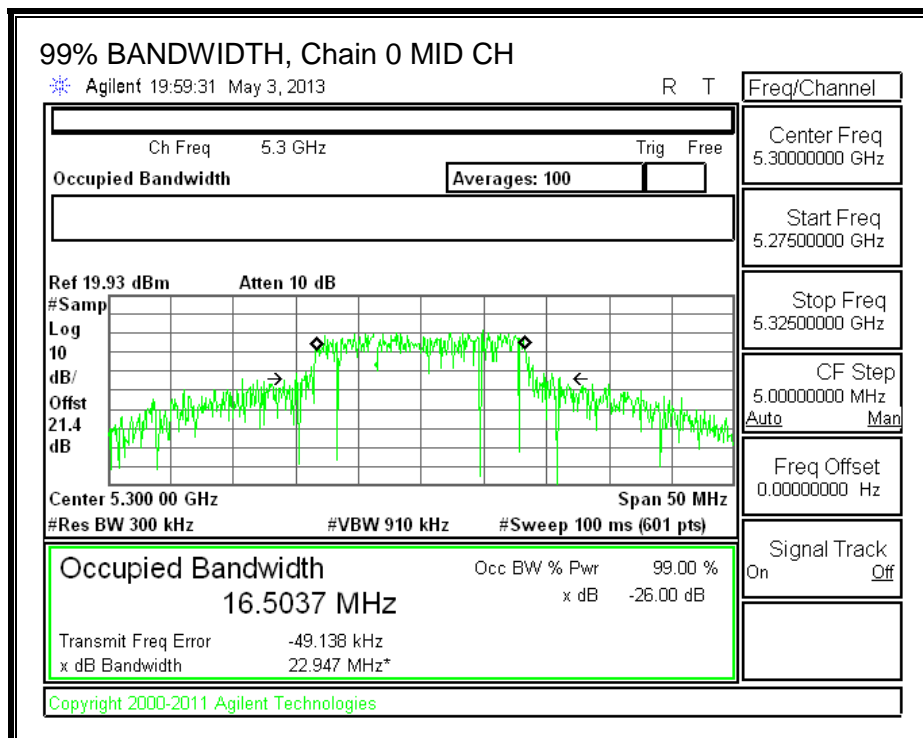 99% BANDWIDTH, Chain 0 MID CH
Agilent 19:59:31 May 3, 2013 R T
Freq/Channel
Ch Freq 5.3 GHz Trig Free
Occupied Bandwidth Averages: 100
Center Freq
5.30000000 GHz
Start Freq
5.27500000 GHz
Stop Freq
5.32500000 GHz
CF Step
5.00000000 MHz
Auto Man
Freq Offset
0.00000000 Hz
Signal Track
On Off
Ref 19.93 dBm Atten 10 dB
#Samp
Log
10
dB/
Offst
21.4
dB
Center 5.300 00 GHz Span 50 MHz
#Res BW 300 kHz #VBW 910 kHz #Sweep 100 ms (601 pts)
Occupied Bandwidth Occ BW % Pwr 99.00 %
16.5037 MHz x dB -26.00 dB
Transmit Freq Error -49.138 kHz
x dB Bandwidth 22.947 MHz*
Copyright 2000-2011 Agilent Technologies